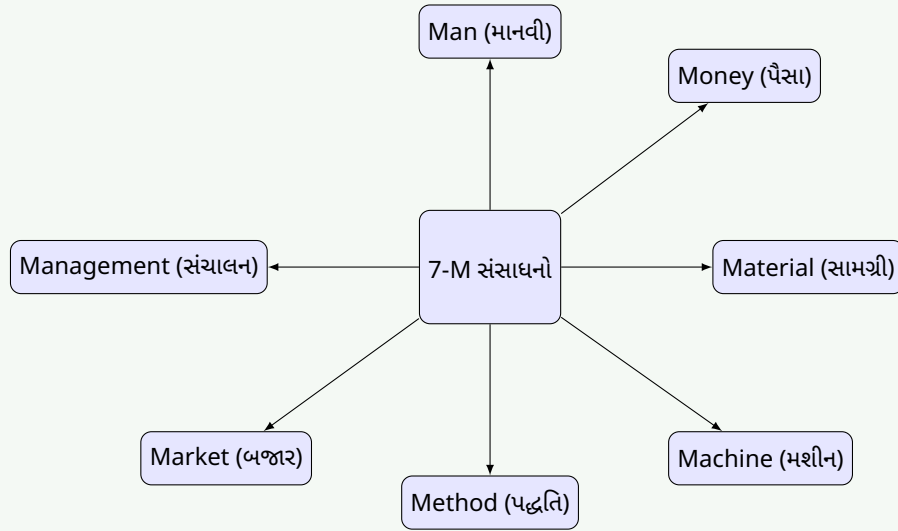 Man (માનવી)
Money (પૈસા)
Management (સંચાલન)
7-M સંસાધનો
Material (સામગ્રી)
Market (બજાર)
Machine (મશીન)
Method (પદ્ધતિ)